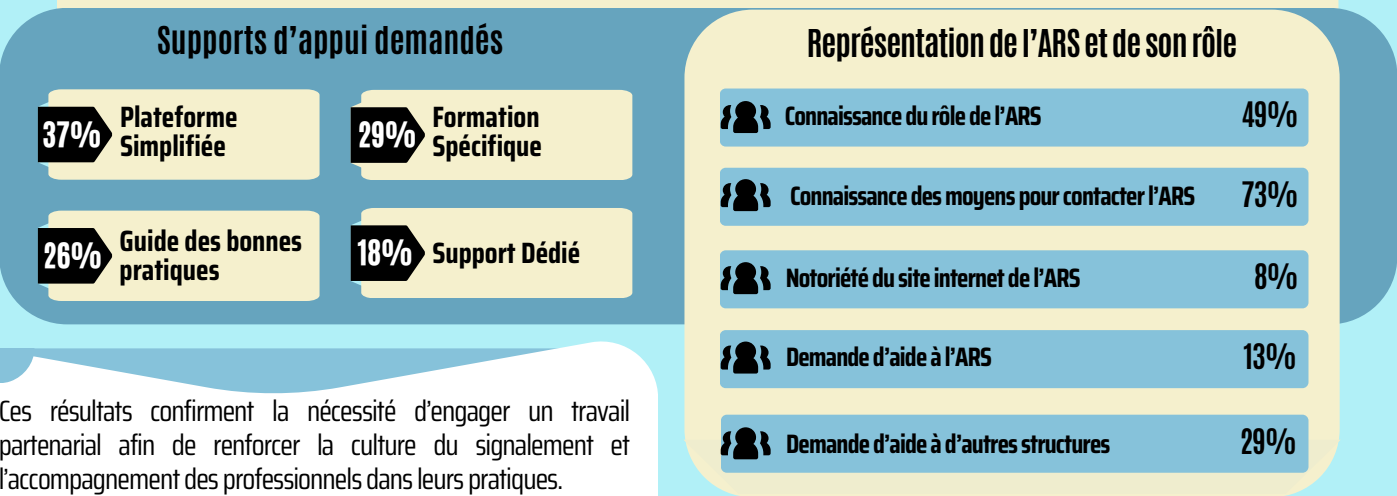 Supports d’appui demandés
37%
Plateforme
Simplifiée
29%
Formation
Spécifique
26%
Guide des bonnes
pratiques
18%
Support Dédié
Représentation de l’ARS et de son rôle
Connaissance du rôle de l’ARS 49%
Connaissance des moyens pour contacter l’ARS 73%
Notoriété du site internet de l’ARS 8%
Demande d’aide à l’ARS 13%
Demande d’aide à d’autres structures 29%
Ces résultats confirment la nécessité d’engager un travail
partenarial afin de renforcer la culture du signalement et
l’accompagnement des professionnels dans leurs pratiques.